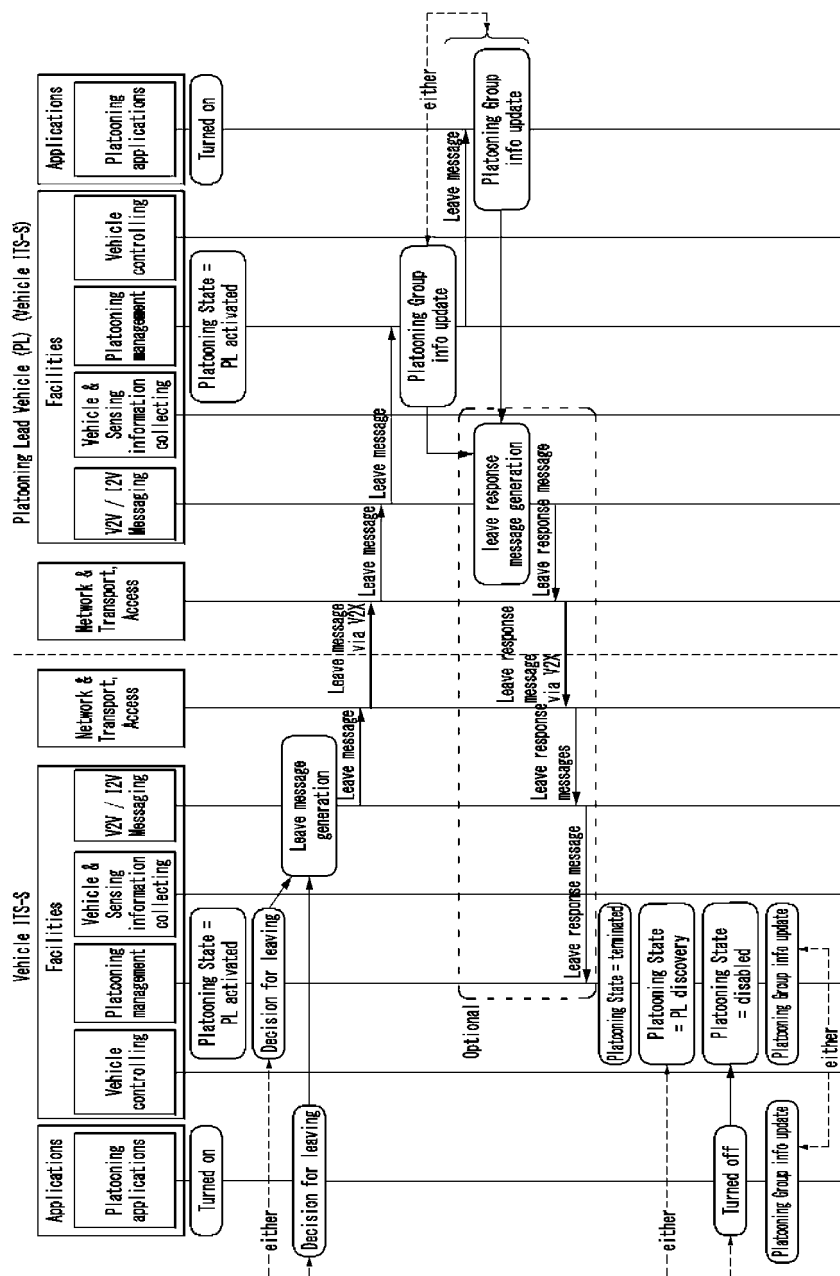 Vehicle ITS-S
Platooning Lead Vehicle (PL) (Vehicle ITS-S)
Applications
Facilities
Facilities
Applications
Platooning
applications
Vehicle
controlling
Platooning
management
Vehicle &
Sensing
information
collecting
V2V / I2V
Messaging
Network &
Transport,
Access
Network &
Transport,
Access
V2V / I2V
Messaging
Vehicle &
Sensing
information
collecting
Platooning
management
Vehicle
controlling
Platooning
applications
Turned on
Platooning State =
PL activated
Platooning State =
PL activated
Turned on
either
Decision for leaving
Decision for leaving
Leave message
generation
Leave message
Leave message
via V2X
Leave message
Leave message
Platooning Group
info update
either
Leave message
Platooning Group
info update
Optional
leave response
message generation
Leave response message
Leave response
message
via V2X
Leave response
messages
Leave response message
Platooning State = terminated
either
Platooning State
= PL discovery
Turned off
Platooning State
= disabled
Platooning Group info update
Platooning Group info update
either